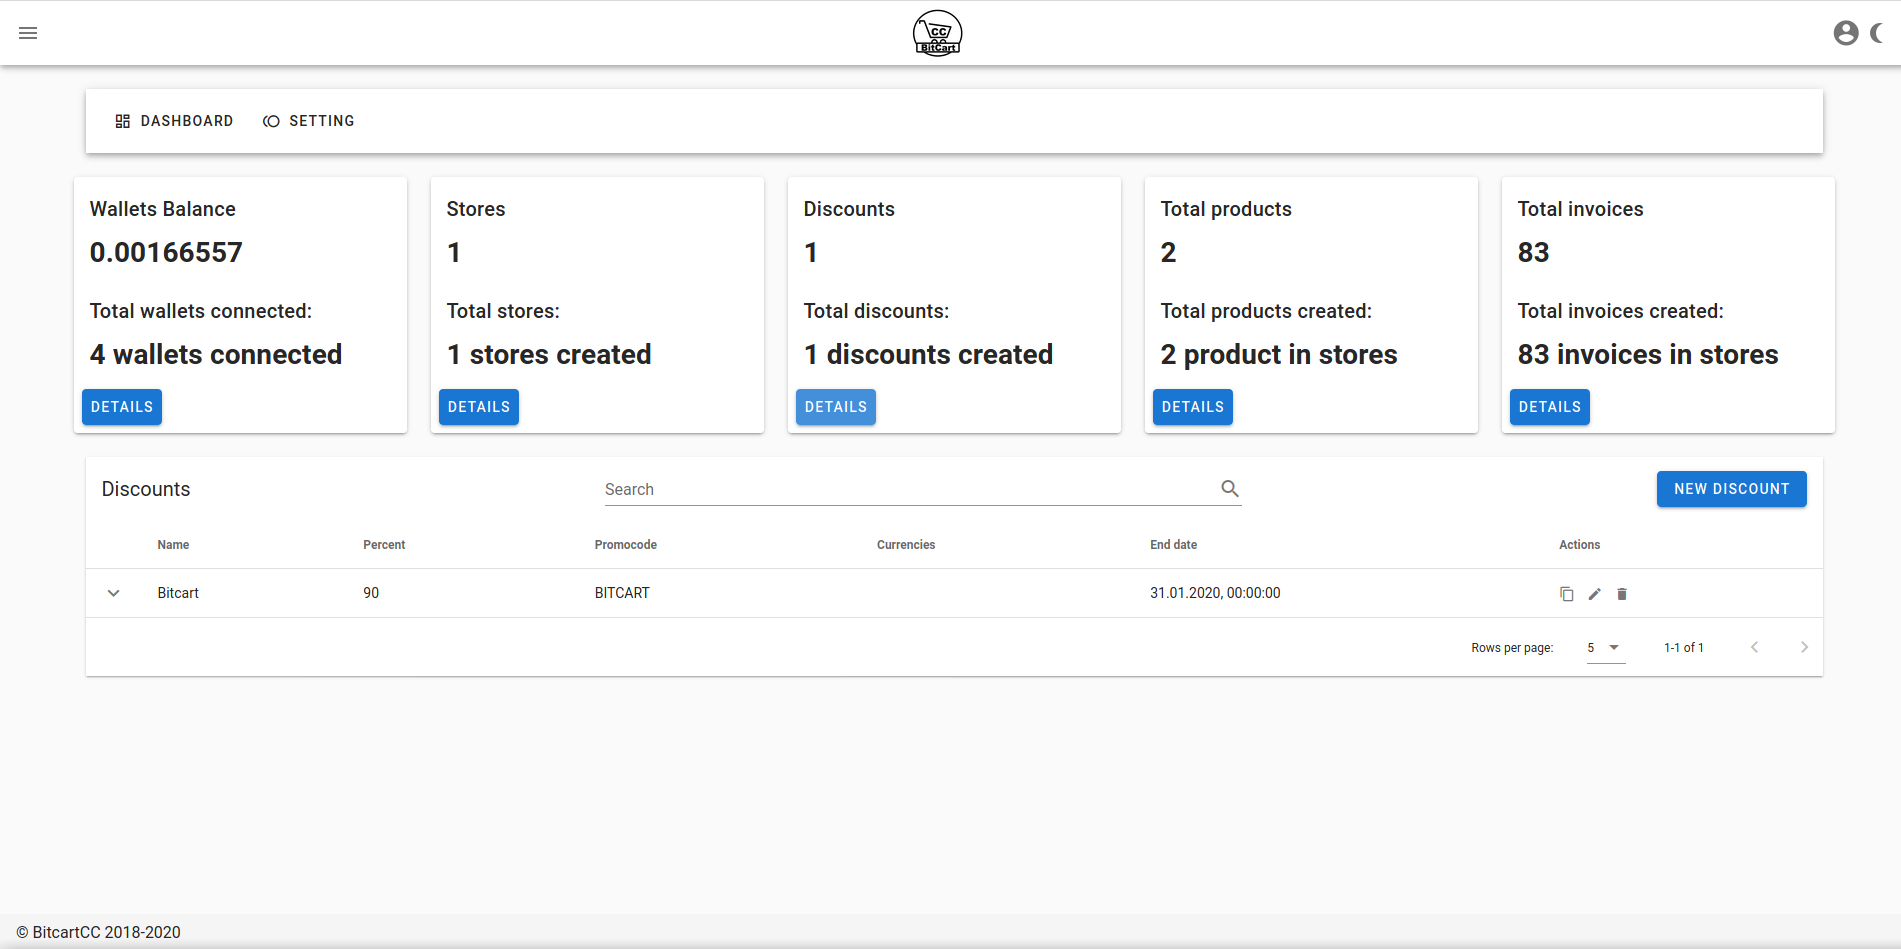 CC
BitCart
DASHBOARD SETTING
Wallets Balance
0.00166557
Total wallets connected:
4 wallets connected
DETAILS
Stores
1
Total stores:
1 stores created
DETAILS
Discounts
1
Total discounts:
1 discounts created
DETAILS
Total products
2
Total products created:
2 product in stores
DETAILS
Total invoices
83
Total invoices created:
83 invoices in stores
DETAILS
Discounts Search NEW DISCOUNT
Name Percent Promocode Currencies End date Actions
Bitcart 90 BITCART 31.01.2020, 00:00:00
Rows per page: 5 1-1 of 1
© BitcartCC 2018-2020